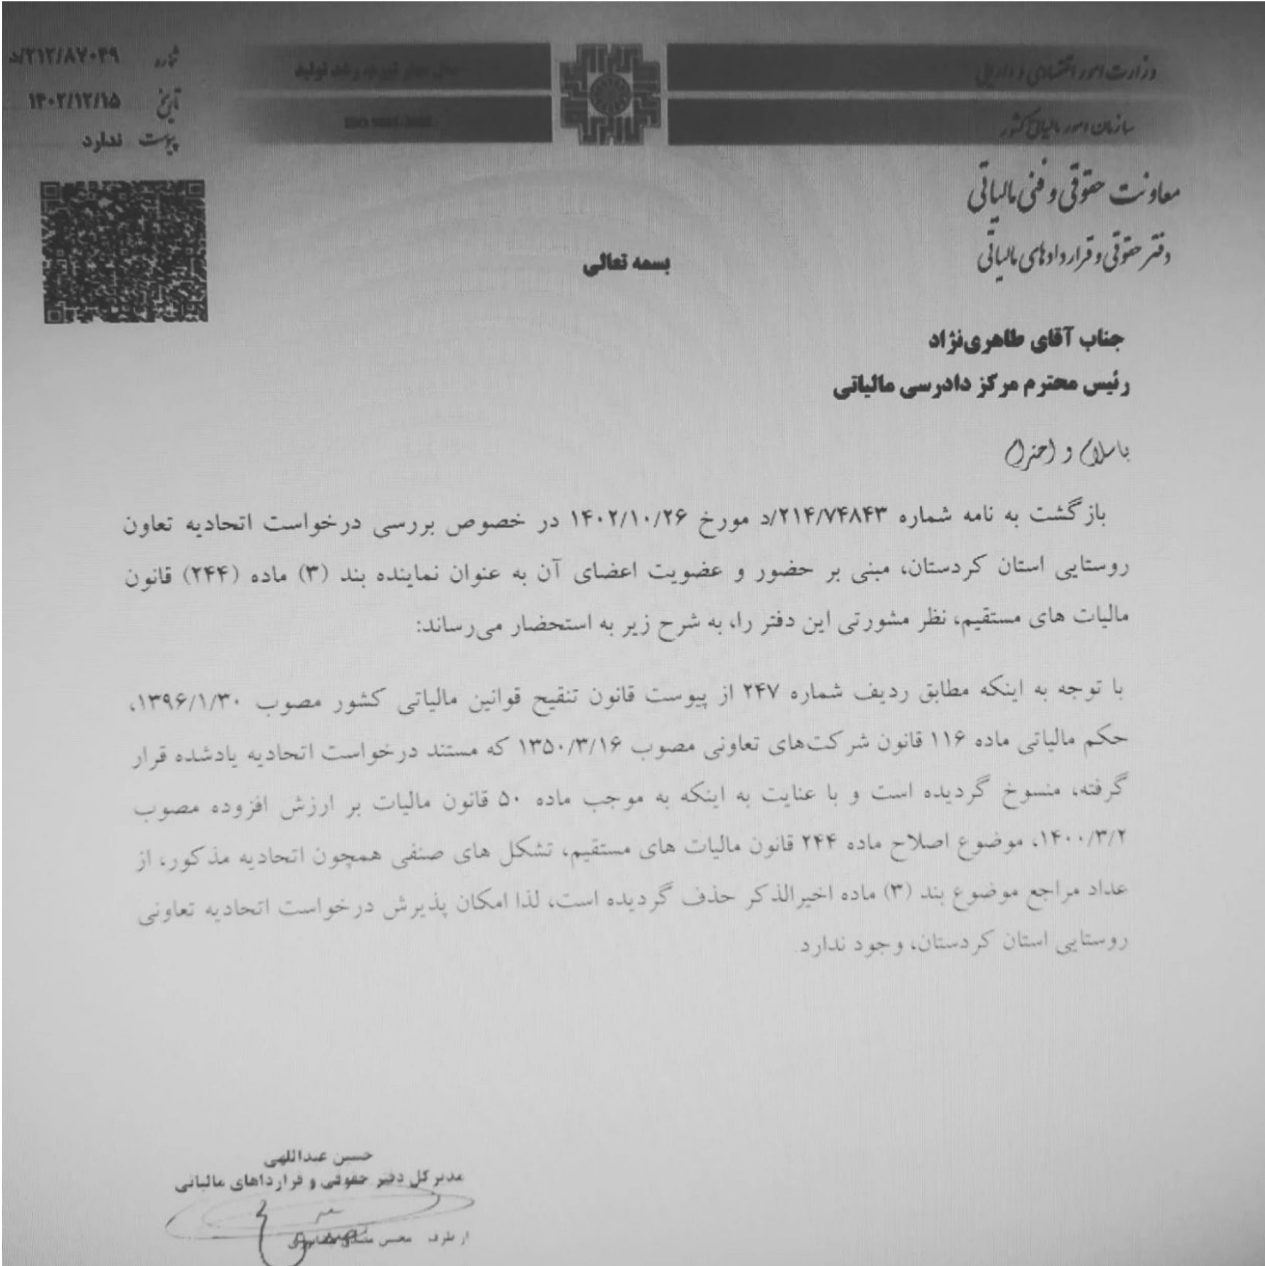 وزارت امور اقتصادی و دارایی
سازمان امور مالیاتی کشور
معاونت حقوقی و فنی مالیاتی
دفتر حقوقی و قراردادهای مالیاتی
شماره ۲۱۲/۸۷۰۴۹/د
تاریخ ۱۴۰۲/۱۲/۱۵
پیوست ندارد
بسمه تعالی
جناب آقای طاهری‌نژاد
رئیس محترم مرکز دادرسی مالیاتی
با سلام و احترام
بازگشت به نامه شماره ۲۱۴/۷۴۸۴۳/د مورخ ۱۴۰۲/۱۰/۲۶ در خصوص بررسی درخواست اتحادیه تعاون
روستایی استان کردستان، مبنی بر حضور و عضویت اعضای آن به عنوان نماینده بند (۳) ماده (۲۴۴) قانون
مالیات های مستقیم، نظر مشورتی این دفتر را، به شرح زیر به استحضار می‌رساند:
با توجه به اینکه مطابق ردیف شماره ۲۴۷ از پیوست قانون تنقیح قوانین مالیاتی کشور مصوب ۱۳۹۶/۱/۳۰،
حکم مالیاتی ماده ۱۱۶ قانون شرکت‌های تعاونی مصوب ۱۳۵۰/۳/۱۶ که مستند درخواست اتحادیه یادشده قرار
گرفته، منسوخ گردیده است و با عنایت به اینکه به موجب ماده ۵۰ قانون مالیات بر ارزش افزوده مصوب
۱۴۰۰/۳/۲، موضوع اصلاح ماده ۲۴۴ قانون مالیات های مستقیم، تشکل های صنفی همچون اتحادیه مذکور، از
عداد مراجع موضوع بند (۳) ماده اخیرالذکر حذف گردیده است، لذا امکان پذیرش درخواست اتحادیه تعاونی
روستایی استان کردستان، وجود ندارد.
حسین عبداللهی
مدیرکل دفتر حقوقی و قرارداهای مالیاتی
از طرف محسن